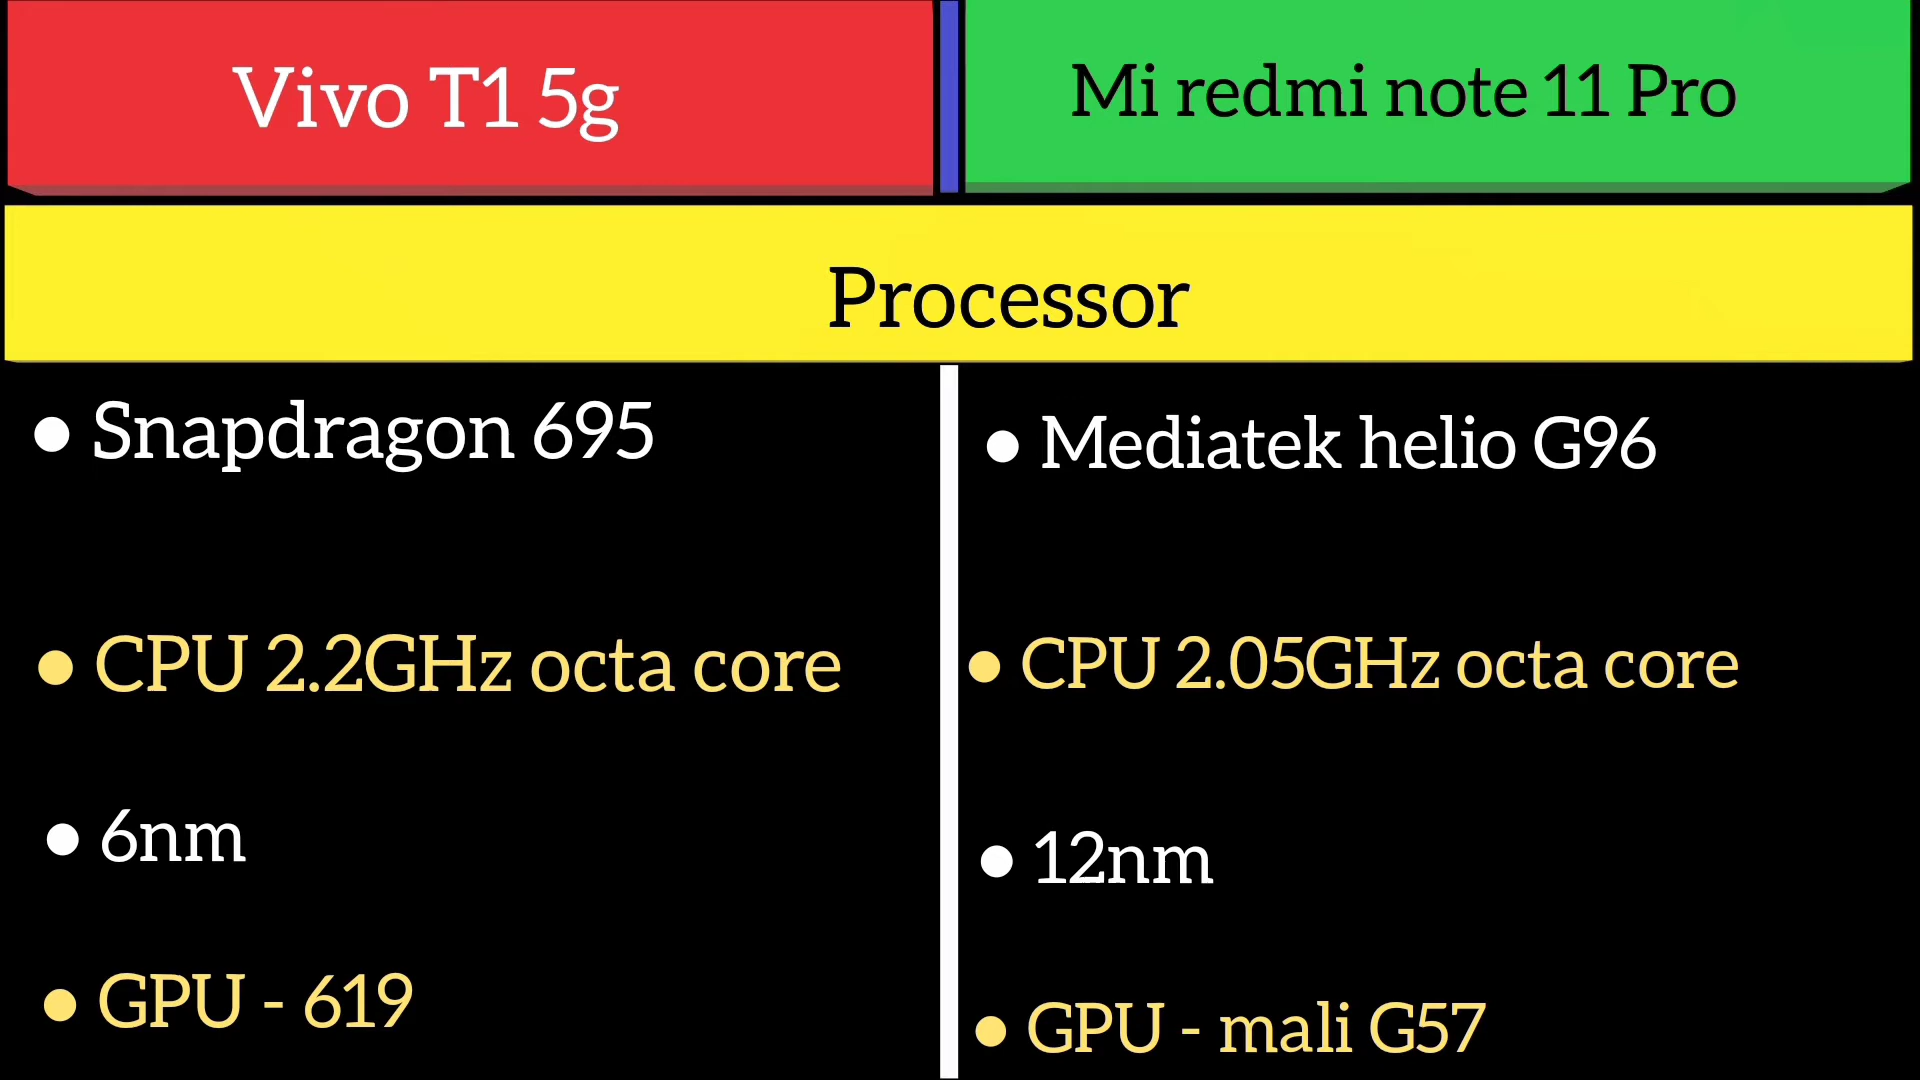 Vivo T1 5g
Mi redmi note 11 Pro
Processor
• Snapdragon 695
• CPU 2.2GHz octa core
• 6nm
• GPU - 619
• Mediatek helio G96
• CPU 2.05GHz octa core
• 12nm
• GPU - mali G57